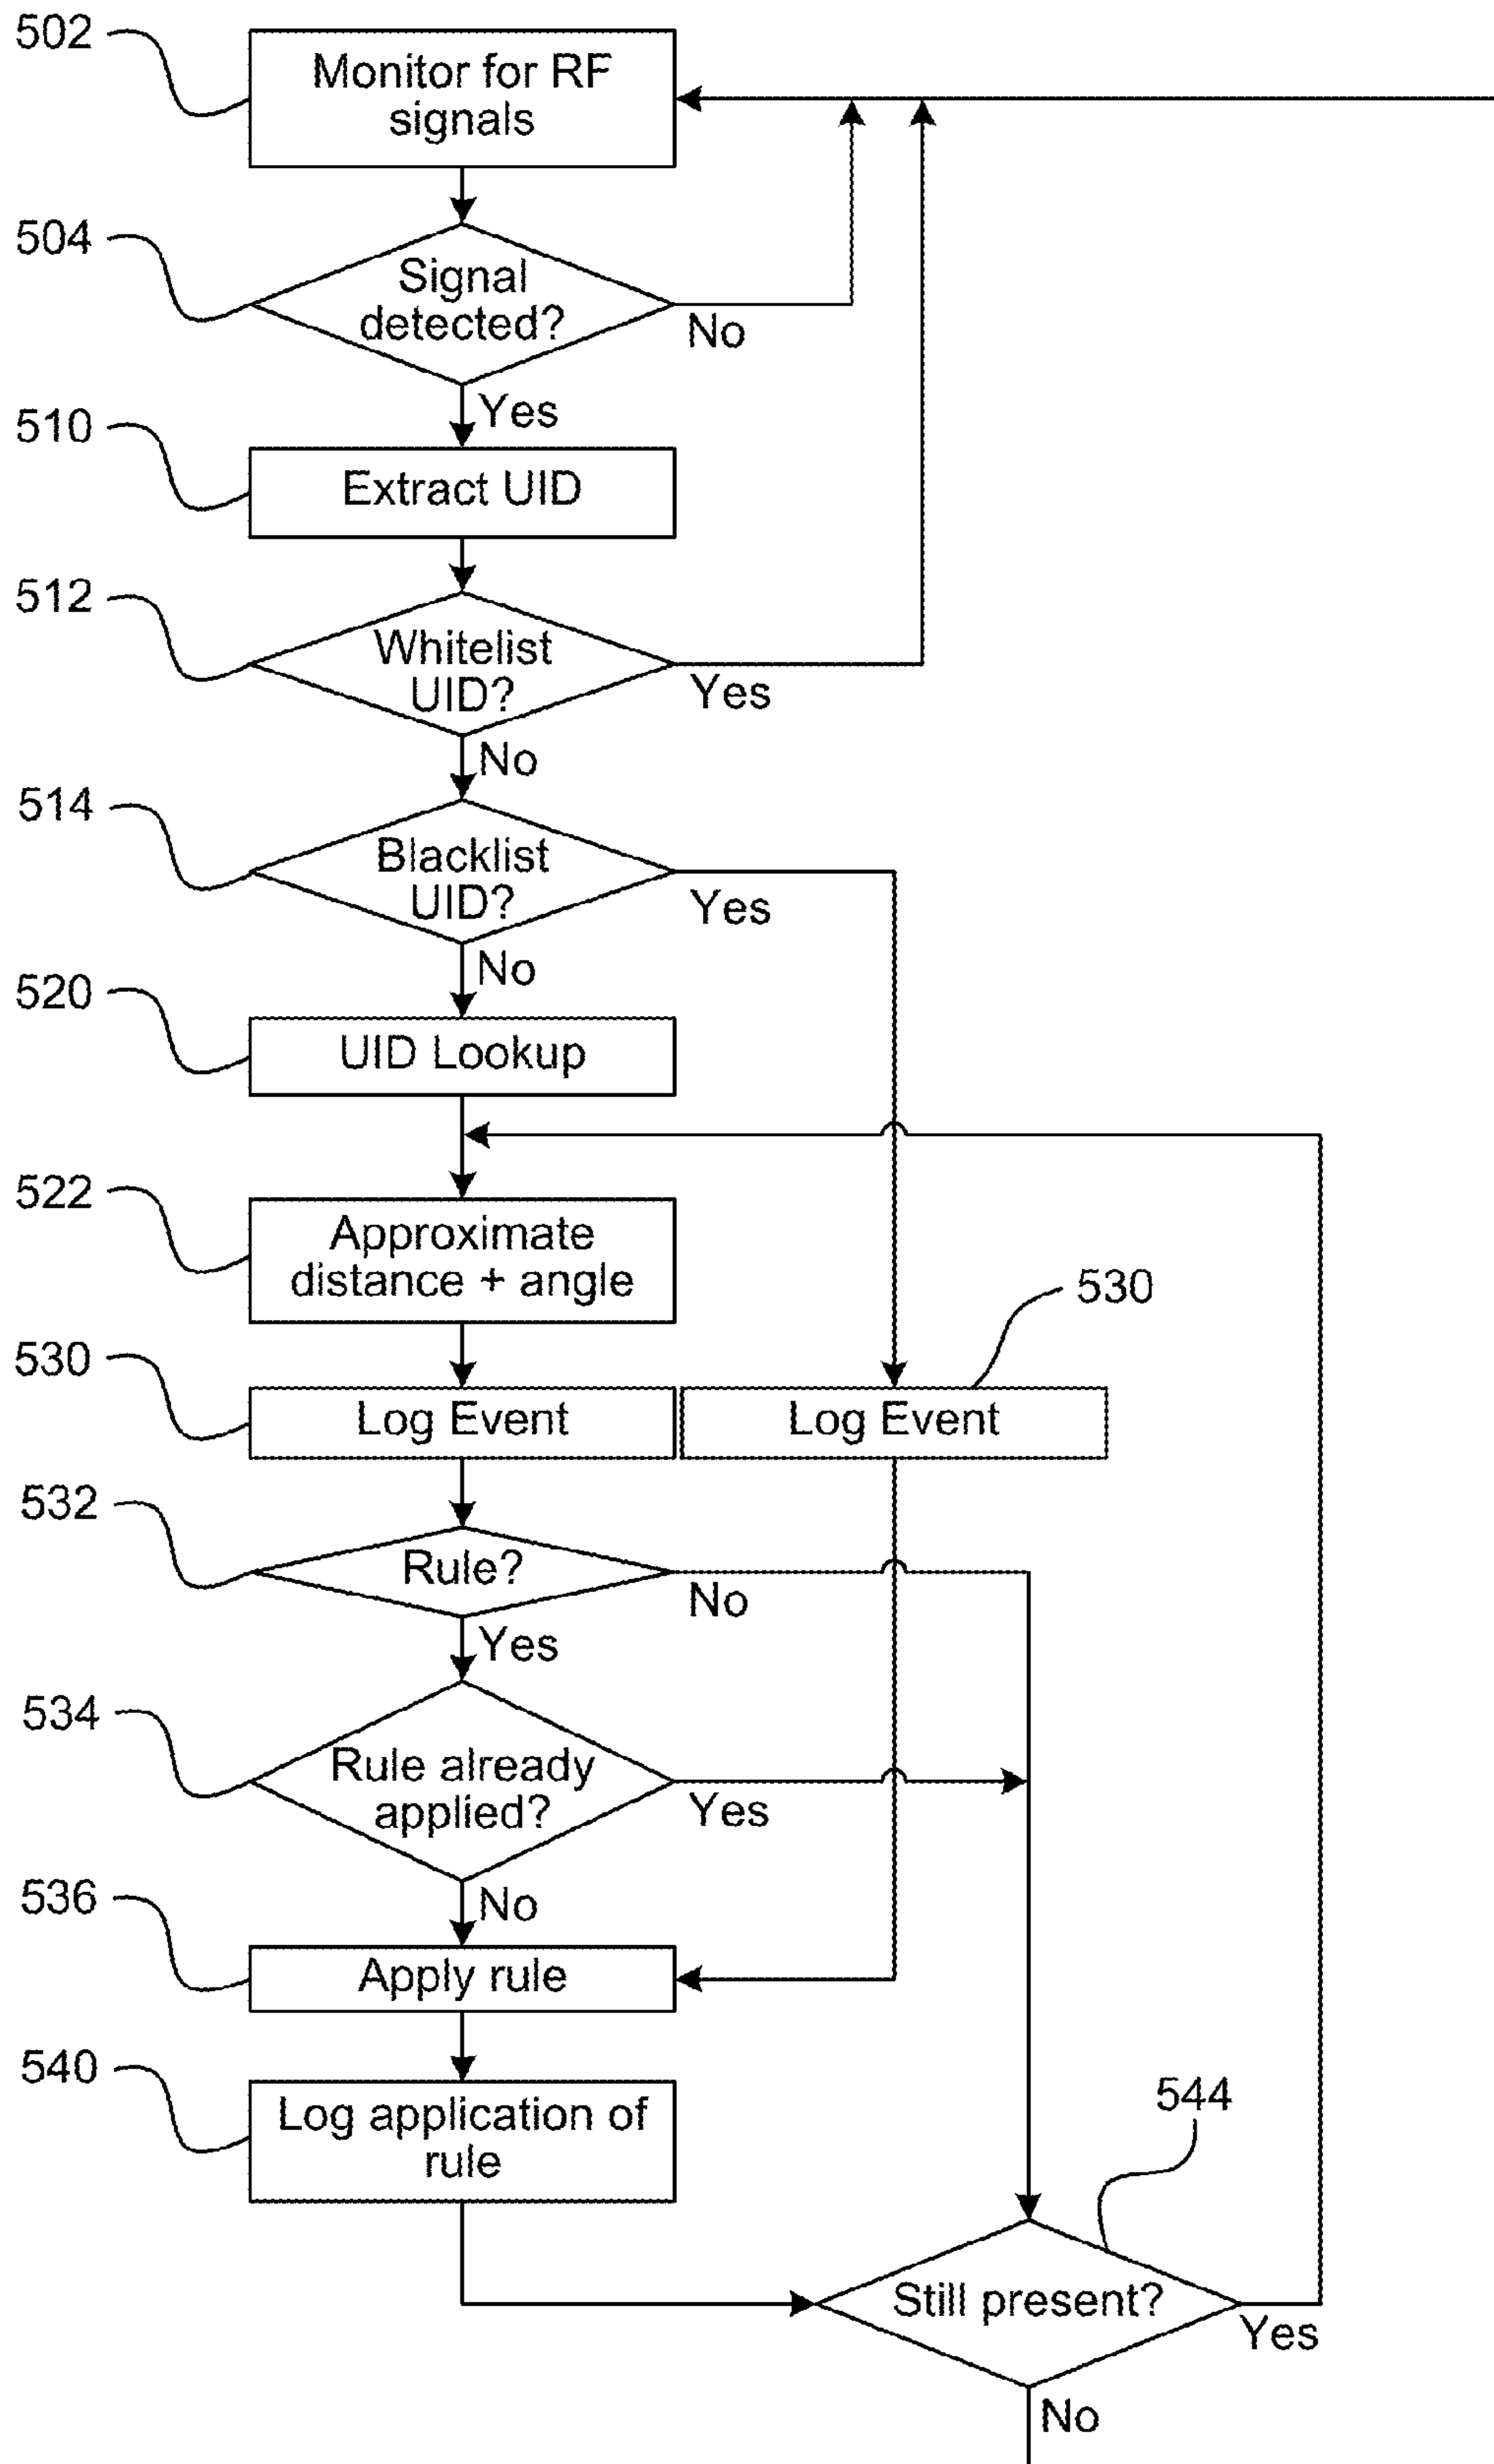 502
Monitor for RF
signals
504
Signal
detected?
No
Yes
510
Extract UID
512
Whitelist
UID?
Yes
No
514
Blacklist
UID?
Yes
No
520
UID Lookup
522
Approximate
distance + angle
530
530
Log Event
Log Event
532
Rule?
No
Yes
534
Rule already
applied?
Yes
No
536
Apply rule
540
Log application of
rule
544
Still present?
Yes
No